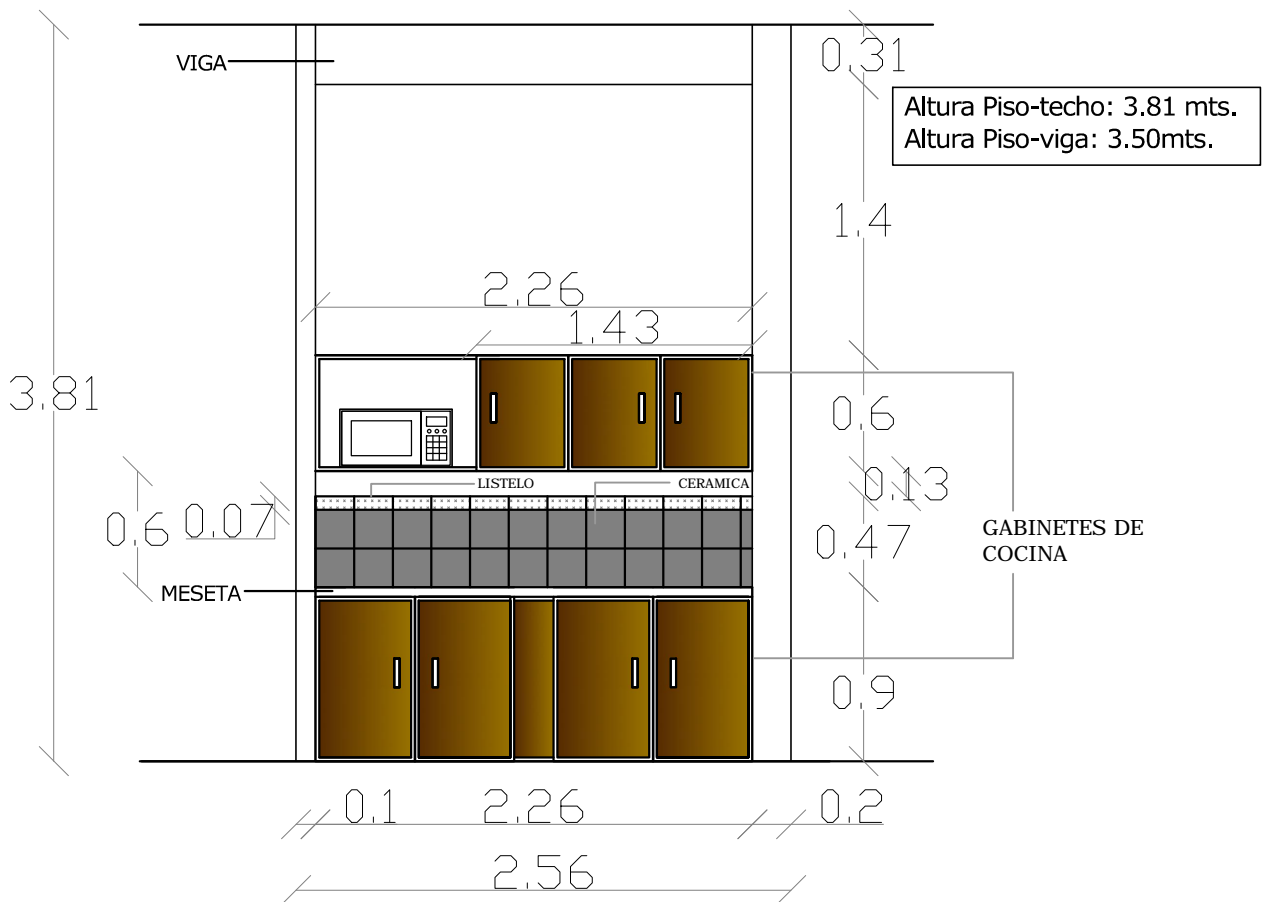 VIGA
0.31
Altura Piso-techo: 3.81 mts.
Altura Piso-viga: 3.50mts.
1.4
2.26
1.43
3.81
0.6
0.13
LISTELO
CERAMICA
0.6
0.07
0.47
GABINETES DE
COCINA
MESETA
0.9
0.1
2.26
0.2
2.56